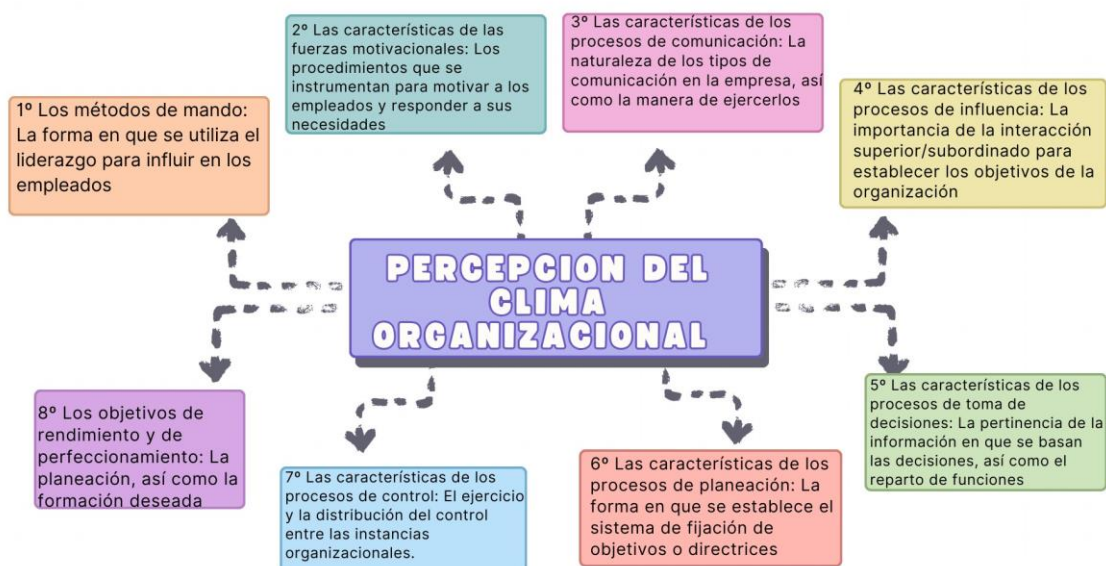 1º Los métodos de mando:
La forma en que se utiliza el
liderazgo para influir en los
empleados
2º Las características de las
fuerzas motivacionales: Los
procedimientos que se
instrumentan para motivar a los
empleados y responder a sus
necesidades
3º Las características de los
procesos de comunicación: La
naturaleza de los tipos de
comunicación en la empresa, así
como la manera de ejercerlos
4º Las características de los
procesos de influencia: La
importancia de la interacción
superior/subordinado para
establecer los objetivos de la
organización
PERCEPCION DEL
CLIMA
ORGANIZACIONAL
5º Las características de los
procesos de toma de
decisiones: La pertinencia de la
información en que se basan
las decisiones, así como el
reparto de funciones
6º Las características de los
procesos de planeación: La
forma en que se establece el
sistema de fijación de
objetivos o directrices
7º Las características de los
procesos de control: El ejercicio
y la distribución del control
entre las instancias
organizacionales.
8º Los objetivos de
rendimiento y de
perfeccionamiento: La
planeación, así como la
formación deseada